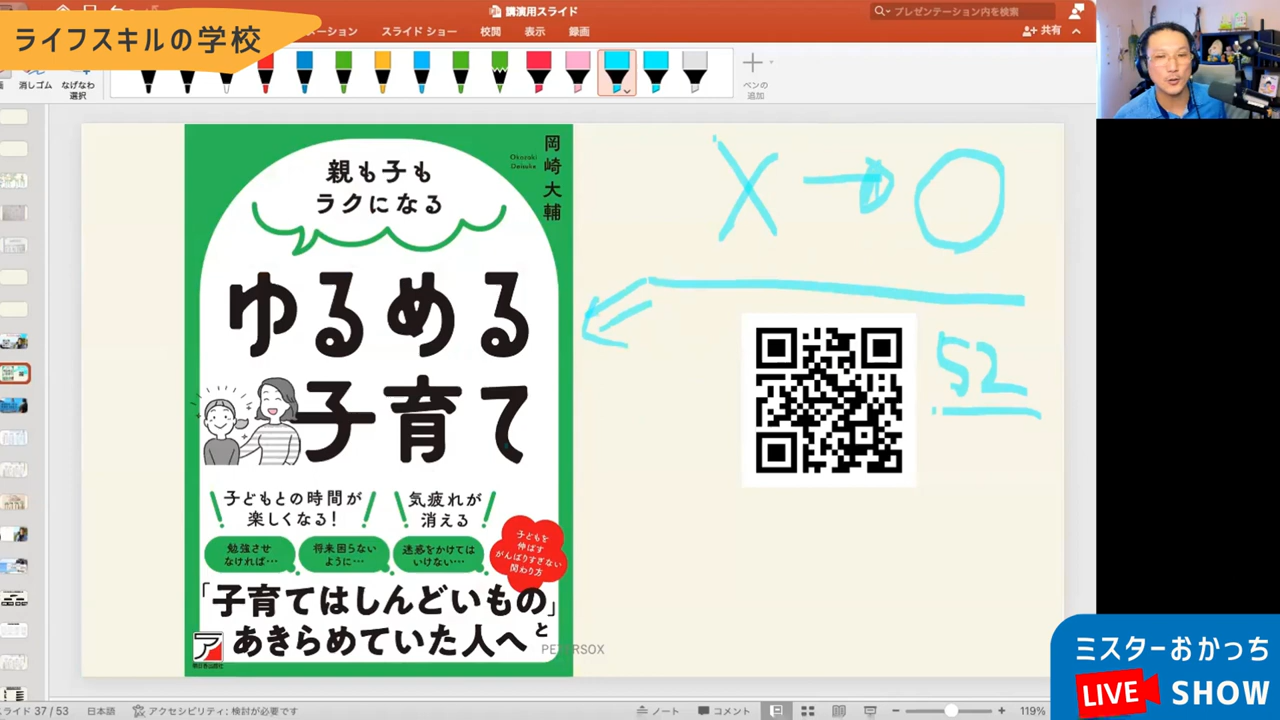 ライフスキルの学校
講演用スライド
プレゼンテーション内を検索
スライド ショー
校閲
表示
録画
共有
消しゴム
なげなわ
選択
ペンの
追加
岡崎大輔
Okazaki
Daisuke
親も子も
ラクになる
ゆるめる
子育て
X → O
52
子どもとの時間が
楽しくなる!
気疲れが
消える
勉強させ
なければ…
将来困らない
ように…
迷惑をかけては
いけない…
子どもを
伸ばす
がんばりすぎない
関わり方
「子育てはしんどいもの」と
あきらめていた人へ
PETERSOX
ミスターおかっち
LIVE SHOW
スライド 37 / 53
日本語
アクセシビリティ: 検討が必要です
ノート
コメント
119%